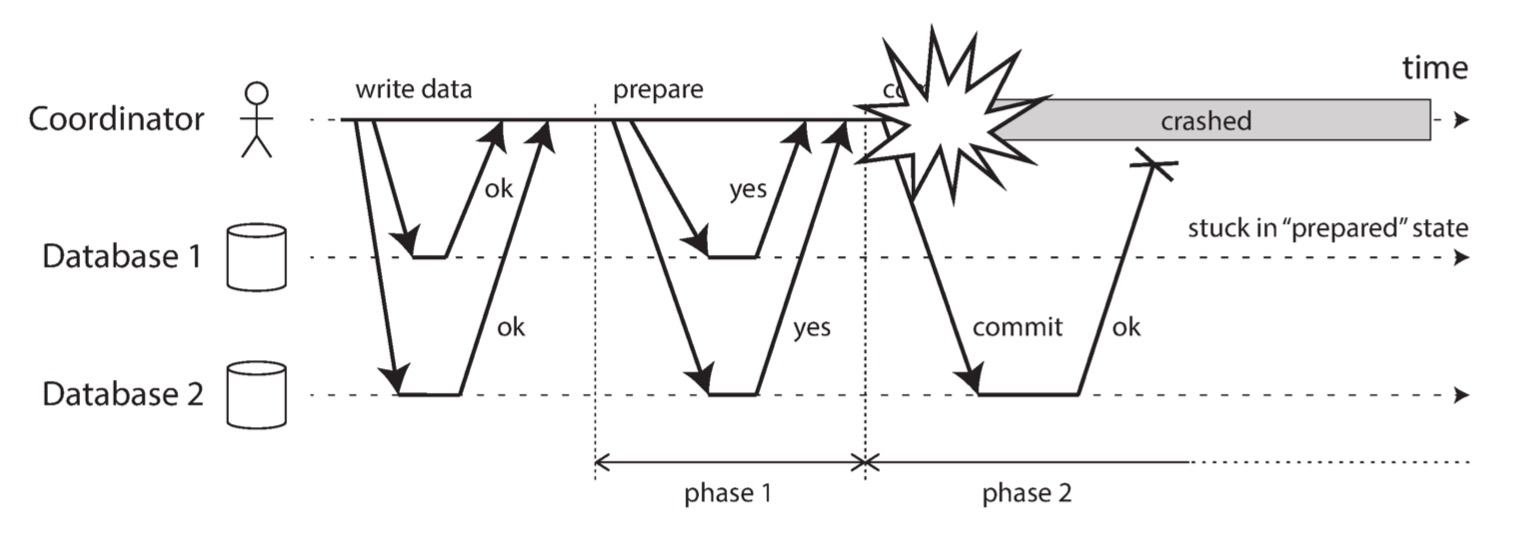 time
write data
prepare
co
Coordinator
crashed
ok
yes
stuck in “prepared” state
Database 1
ok
yes
commit
ok
Database 2
phase 1
phase 2